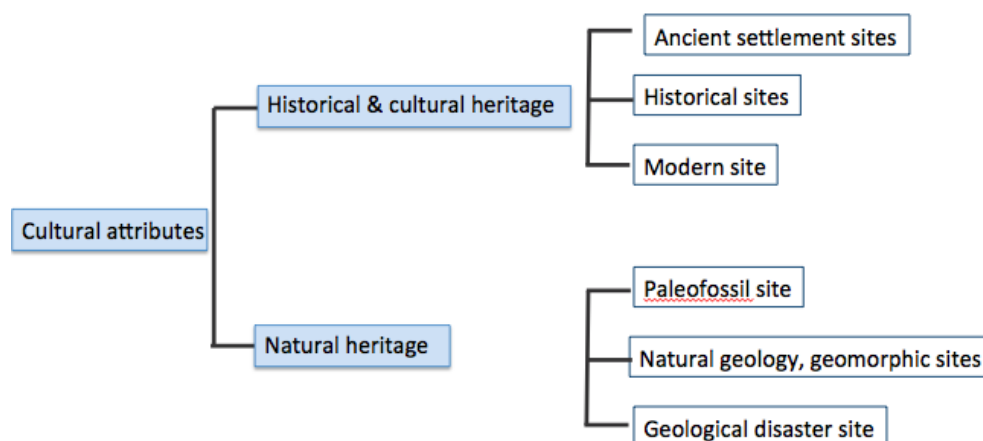 Ancient settlement sites
Historical & cultural heritage
Historical sites
Modern site
Cultural attributes
Paleofossil site
Natural heritage
Natural geology, geomorphic sites
Geological disaster site